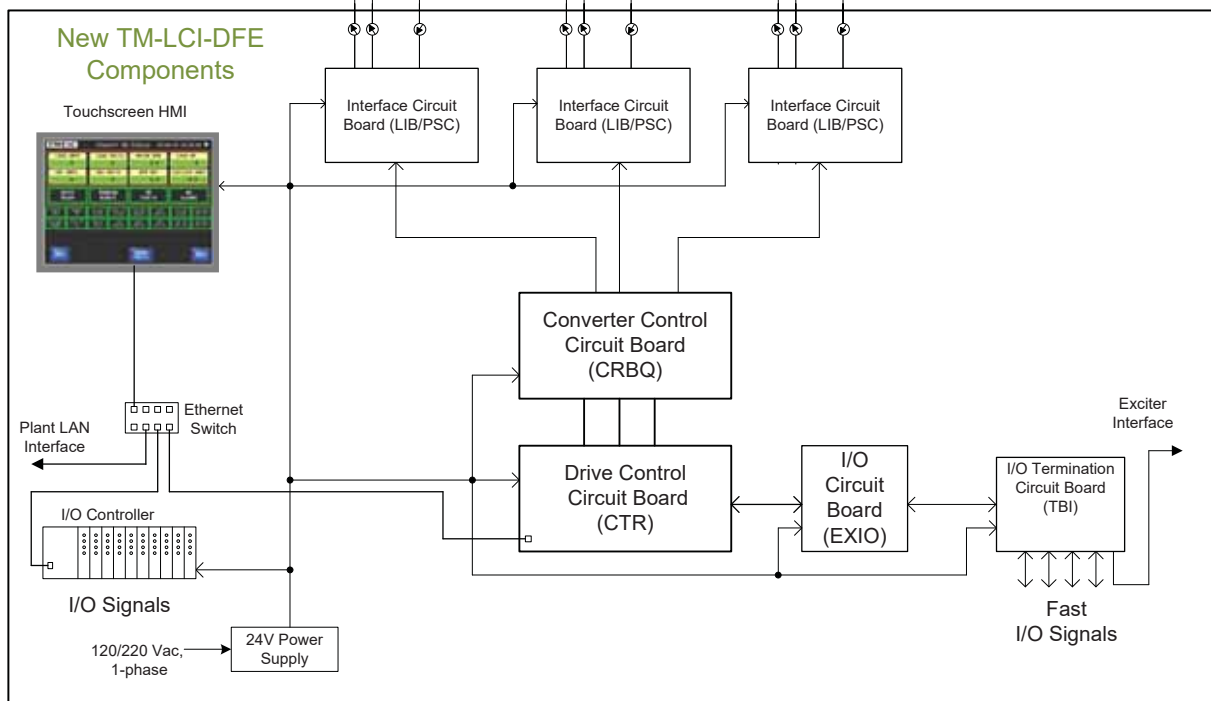 New TM-LCI-DFE
Components
Touchscreen HMI
Interface Circuit
Board (LIB/PSC)
Interface Circuit
Board (LIB/PSC)
Interface Circuit
Board (LIB/PSC)
Converter Control
Circuit Board
(CRBQ)
Ethernet
Switch
Plant LAN
Interface
Exciter
Interface
Drive Control
Circuit Board
(CTR)
I/O
Circuit
Board
(EXIO)
I/O Termination
Circuit Board
(TBI)
I/O Controller
I/O Signals
Fast
I/O Signals
120/220 Vac,
1-phase
24V Power
Supply